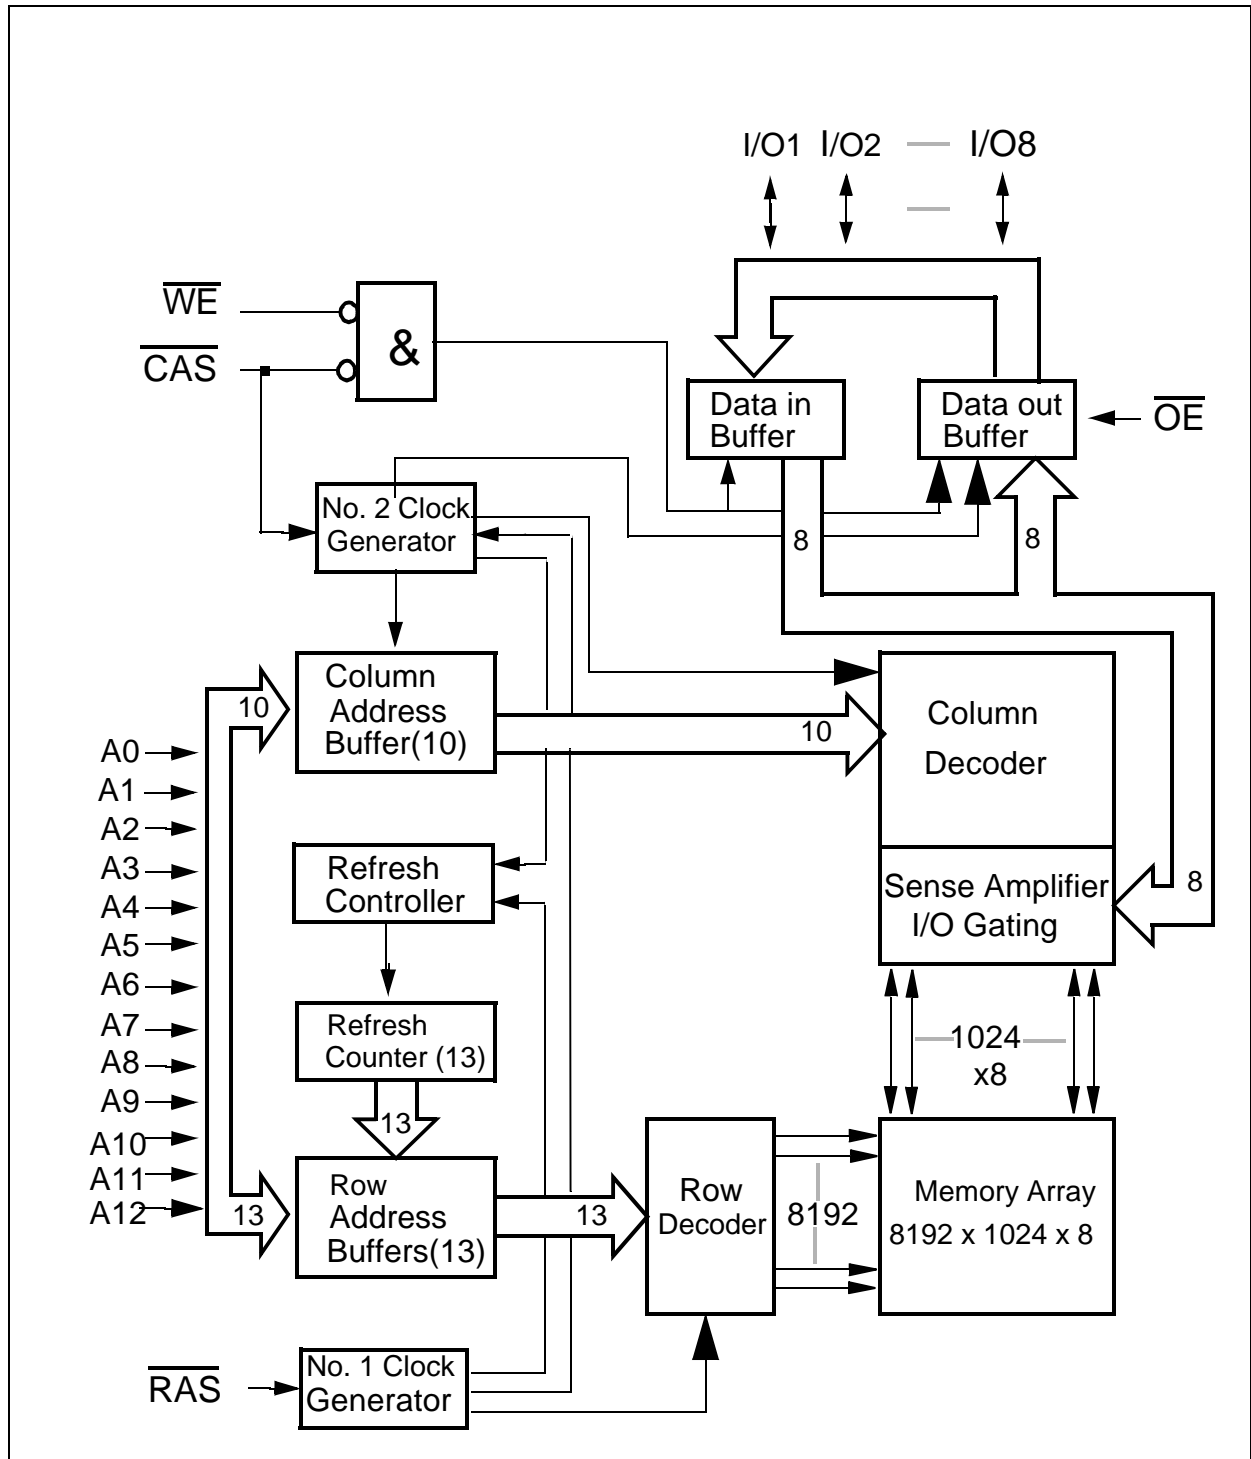 I/O1 I/O2 I/O8
WE
&
CAS
Data in
Buffer
Data out
Buffer
OE
No. 2 Clock
Generator
8
8
Column
Address
Buffer(10)
10
10
Column
Decoder
A0
A1
A2
A3
A4
A5
A6
A7
A8
A9
A10
A11
A12
Refresh
Controller
Sense Amplifier
I/O Gating
8
Refresh
Counter (13)
1024
x8
13
Row
Address
Buffers(13)
13
13
Row
Decoder
8192
Memory Array
8192 x 1024 x 8
RAS
No. 1 Clock
Generator